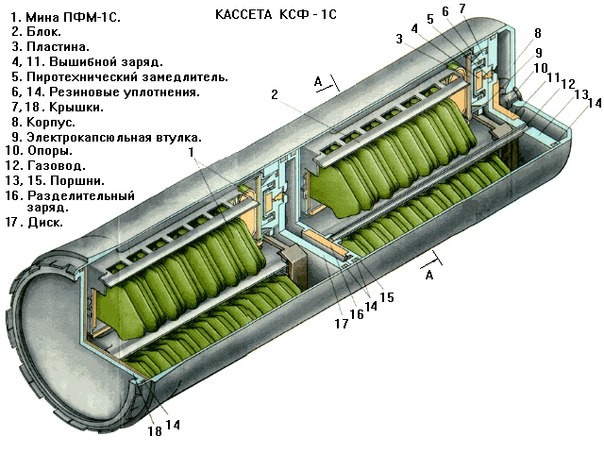 КАССЕТА КСФ - 1С
1. Мина ПФМ-1С.
2. Блок.
3. Пластина.
4, 11. Вышибной заряд.
5. Пиротехнический замедлитель.
6, 14. Резиновые уплотнения.
7,18. Крышки.
8. Корпус.
9. Электрокапсюльная втулка.
10. Опоры.
12. Газовод.
13, 15. Поршни.
16. Разделительный
заряд.
17. Диск.
1
2
3
4
5
6
7
8
9
10
11
12
13
14
А
А
15
14
16
17
14
18